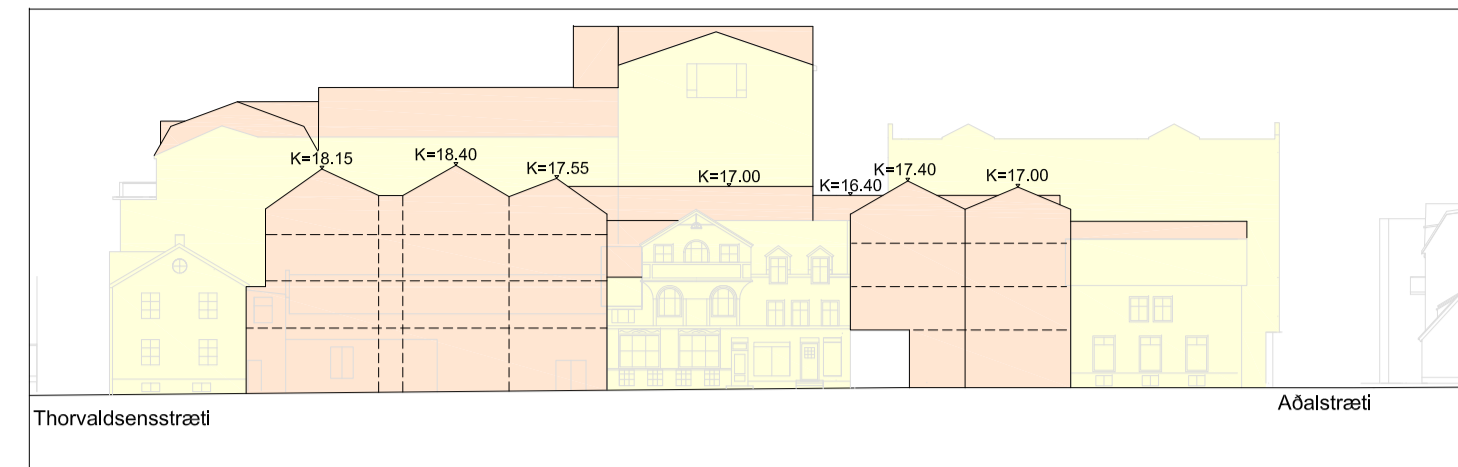 K=18.15
K=18.40
K=17.55
K=17.00
K=16.40
K=17.40
K=17.00
Thorvaldsensstræti
Aðalstræti